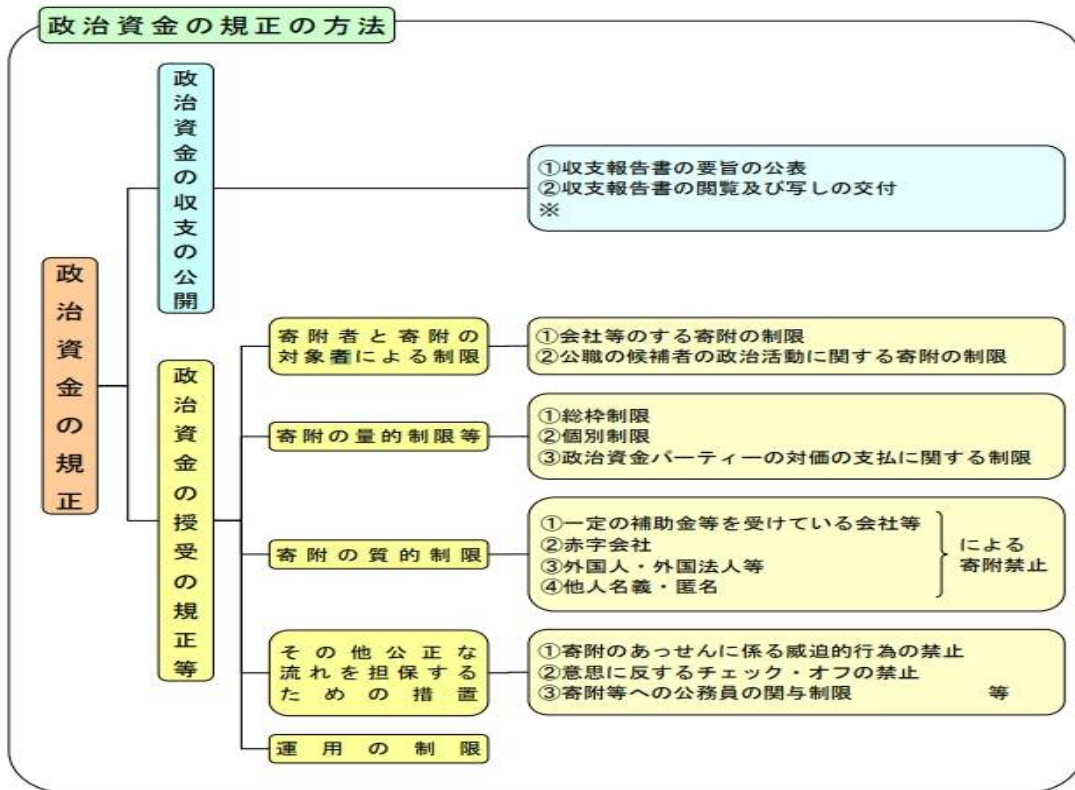 政治資金の規正の方法
政治資金の規正
政治資金の収支の公開
①収支報告書の要旨の公表
②収支報告書の閲覧及び写しの交付
※
政治資金の授受の規正等
寄附者と寄附の
対象者による制限
①会社等のする寄附の制限
②公職の候補者の政治活動に関する寄附の制限
寄附の量的制限等
①総枠制限
②個別制限
③政治資金パーティーの対価の支払に関する制限
寄附の質的制限
①一定の補助金等を受けている会社等
②赤字会社
③外国人・外国法人等
④他人名義・匿名
による
寄附禁止
その他公正な
流れを担保する
ための措置
①寄附のあっせんに係る威迫的行為の禁止
②意思に反するチェック・オフの禁止
③寄附等への公務員の関与制限 等
運用の制限